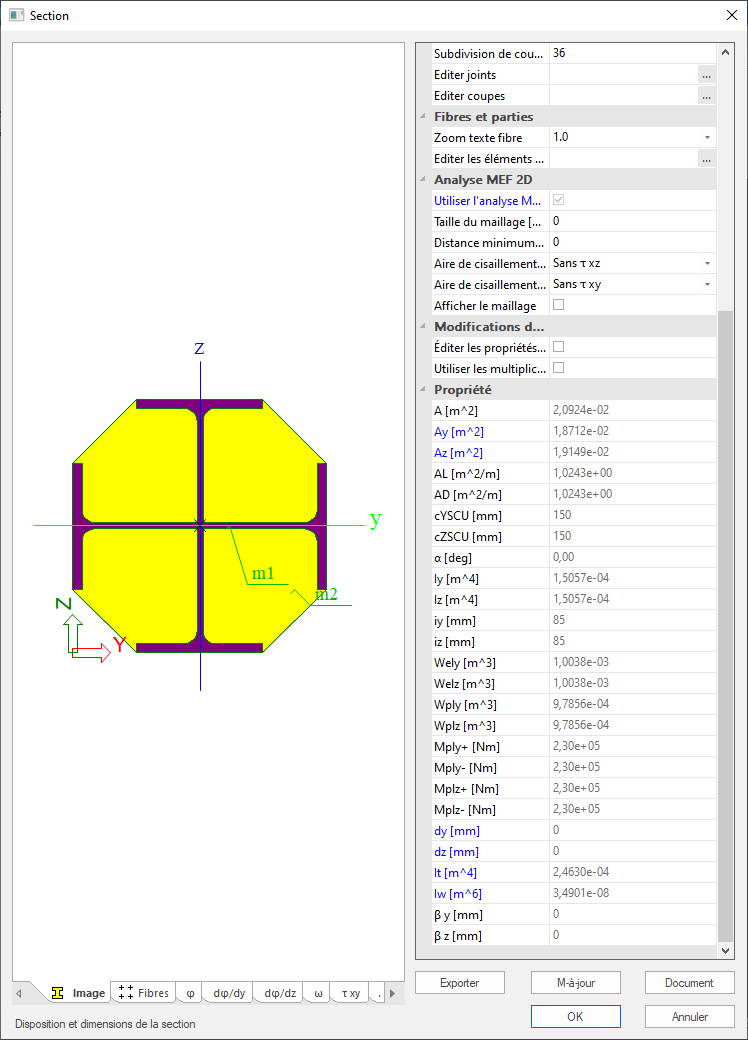 Section
z
y
m1
m2
Z
Y
Image
Fibres
φ
dφ/dy
dφ/dz
ω
τ xy
.
Disposition et dimensions de la section
Subdivision de cou... 36
Editer joints ...
Editer coupes ...
Fibres et parties
Zoom texte fibre 1.0
Editer les éléments ... ...
Analyse MEF 2D
Utiliser l'analyse M...
Taille du maillage [... 0
Distance minimum... 0
Aire de cisaillement... Sans τ xz
Aire de cisaillement... Sans τ xy
Afficher le maillage
Modifications d...
Éditer les propriétés...
Utiliser les multiplic...
Propriété
A [m^2] 2,0924e-02
Ay [m^2] 1,8712e-02
Az [m^2] 1,9149e-02
AL [m^2/m] 1,0243e+00
AD [m^2/m] 1,0243e+00
cYSCU [mm] 150
cZSCU [mm] 150
α [deg] 0,00
Iy [m^4] 1,5057e-04
Iz [m^4] 1,5057e-04
iy [mm] 85
iz [mm] 85
Wely [m^3] 1,0038e-03
Welz [m^3] 1,0038e-03
Wply [m^3] 9,7856e-04
Wplz [m^3] 9,7856e-04
Mply+ [Nm] 2,30e+05
Mply- [Nm] 2,30e+05
Mplz+ [Nm] 2,30e+05
Mplz- [Nm] 2,30e+05
dy [mm] 0
dz [mm] 0
It [m^4] 2,4630e-04
Iw [m^6] 3,4901e-08
β y [mm] 0
β z [mm] 0
Exporter
M-à-jour
Document
OK
Annuler